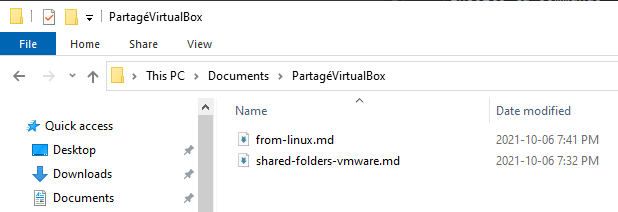 PartagéVirtualBox
File Home Share View
This PC > Documents > PartagéVirtualBox
Name Date modified
Quick access
from-linux.md 2021-10-06 7:41 PM
Desktop
shared-folders-vmware.md 2021-10-06 7:32 PM
Downloads
Documents